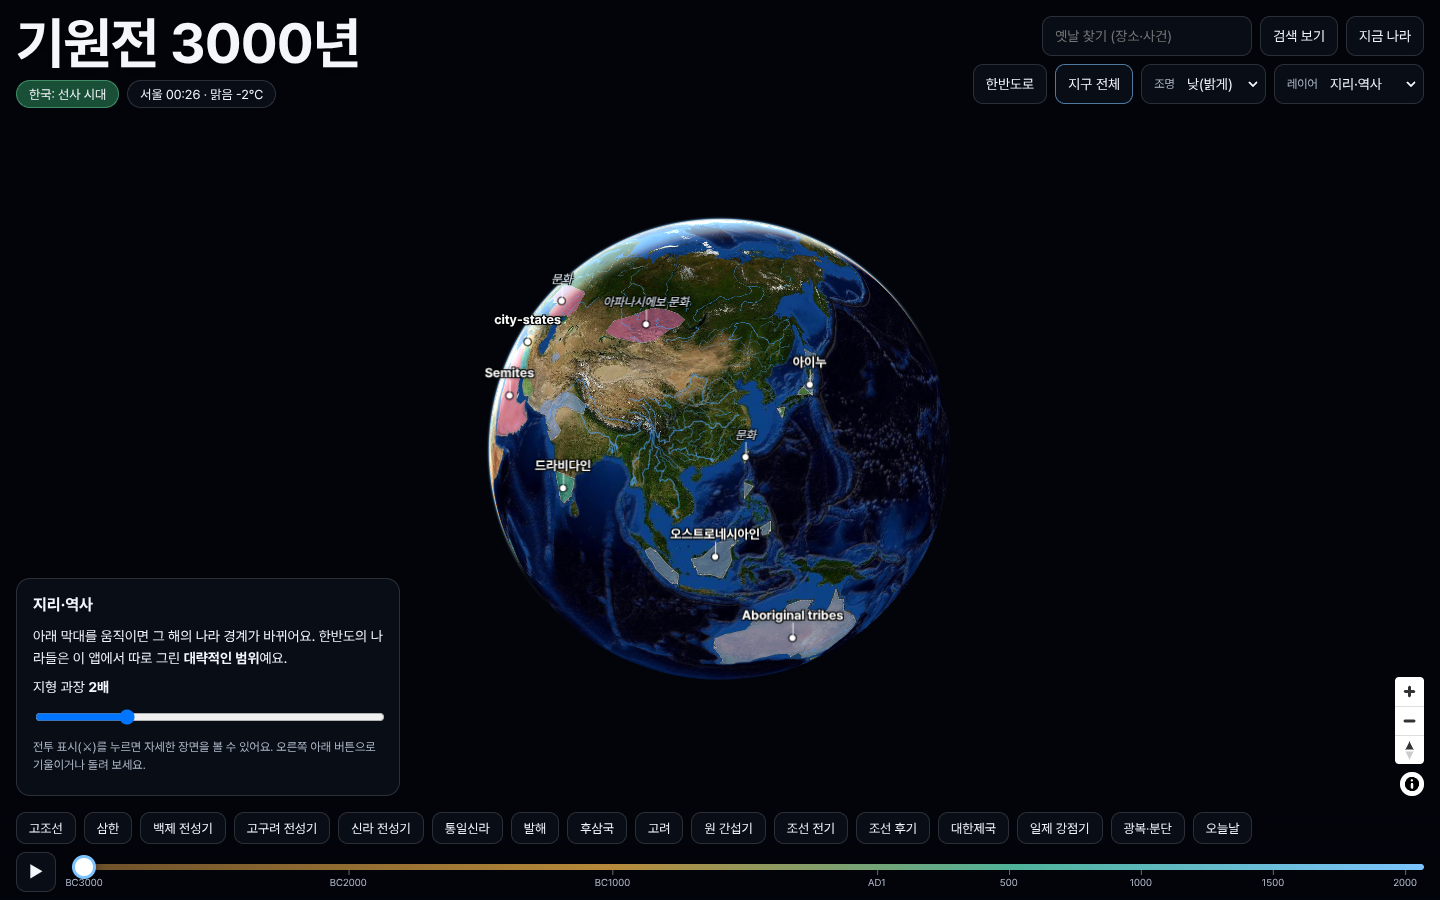 기원전 3000년
옛날 찾기 (장소·사건)
검색 보기
지금 나라
한국: 선사 시대
서울 00:26 · 맑음 -2°C
한반도로
지구 전체
조명 낮(밝게)
레이어 지리·역사
문화
아파나시에보 문화
city-states
Semites
아이누
문화
드라비다인
오스트로네시아인
Aboriginal tribes
지리·역사
아래 막대를 움직이면 그 해의 나라 경계가 바뀌어요. 한반도의 나
라들은 이 앱에서 따로 그린 대략적인 범위예요.
지형 과장 2배
전투 표시(⚔)를 누르면 자세한 장면을 볼 수 있어요. 오른쪽 아래 버튼으로
기울이거나 돌려 보세요.
고조선
삼한
백제 전성기
고구려 전성기
신라 전성기
통일신라
발해
후삼국
고려
원 간섭기
조선 전기
조선 후기
대한제국
일제 강점기
광복·분단
오늘날
BC3000
BC2000
BC1000
AD1
500
1000
1500
2000